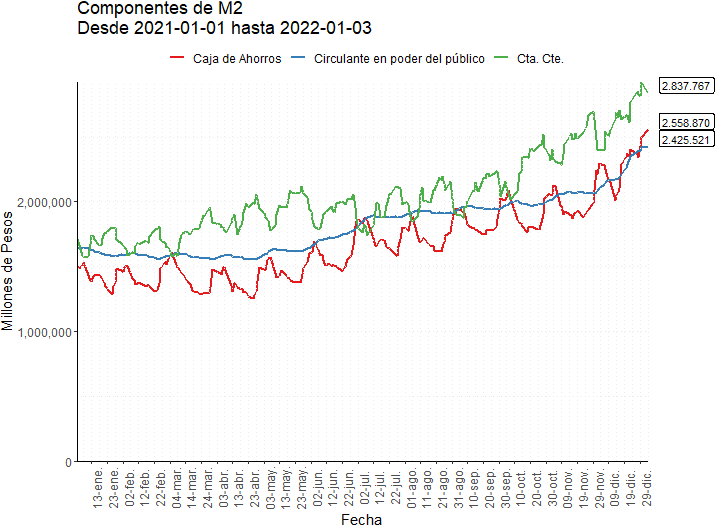 Componentes de M2
Desde 2021-01-01 hasta 2022-01-03
Caja de Ahorros Circulante en poder del público Cta. Cte.
2.837.767
2.558.870
2.425.521
Millones de Pesos
2,000,000
1,000,000
0
13-ene. 23-ene. 02-feb. 12-feb. 22-feb. 04-mar. 14-mar. 24-mar. 03-abr. 13-abr. 23-abr. 03-may. 13-may. 23-may. 02-jun. 12-jun. 22-jun. 02-jul. 12-jul. 22-jul. 01-ago. 11-ago. 21-ago. 31-ago. 10-sep. 20-sep. 30-sep. 10-oct. 20-oct. 30-oct. 09-nov. 19-nov. 29-nov. 09-dic. 19-dic. 29-dic.
Fecha